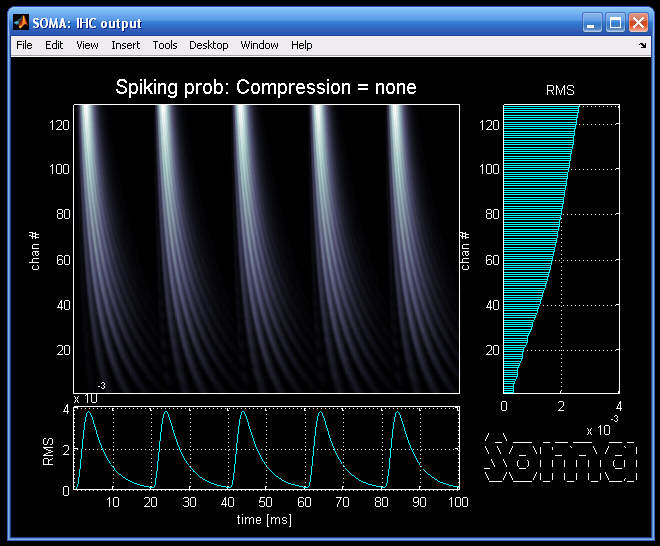 SOMA: IHC output
File Edit View Insert Tools Desktop Window Help
Spiking prob: Compression = none
chan #
120
100
80
60
40
20
RMS
chan #
120
100
80
60
40
20
0 2 4
x 10 -3
x 10 -3
RMS
4
2
0
10 20 30 40 50 60 70 80 90 100
time [ms]
soma